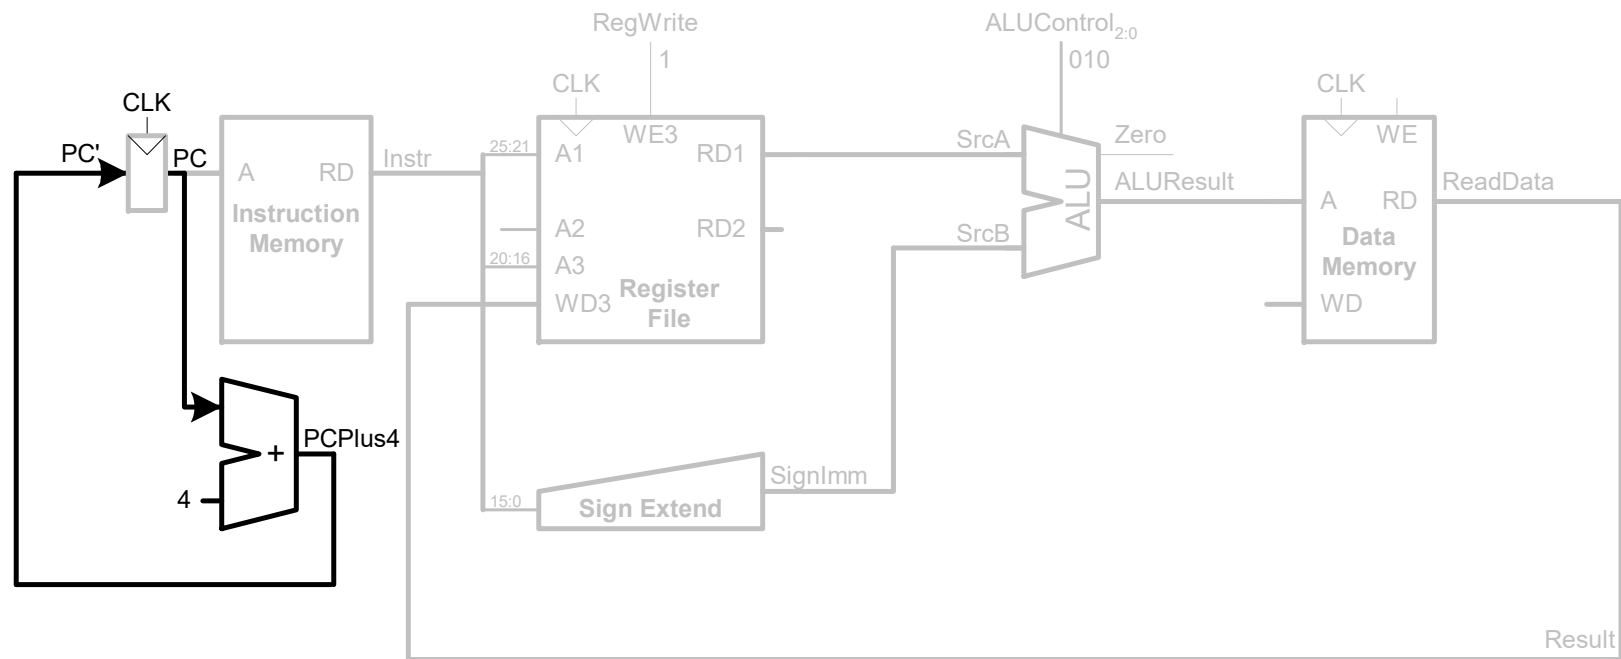 RegWrite
ALUControl2:0
1
010
CLK
CLK
CLK
PC'
PC
A
RD
Instruction
Memory
Instr
25:21
A1
WE3
RD1
A2
RD2
20:16
A3
WD3
Register
File
SrcA
SrcB
ALU
Zero
ALUResult
WE
A
RD
Data
Memory
WD
ReadData
+
PCPlus4
4
15:0
Sign Extend
SignImm
Result